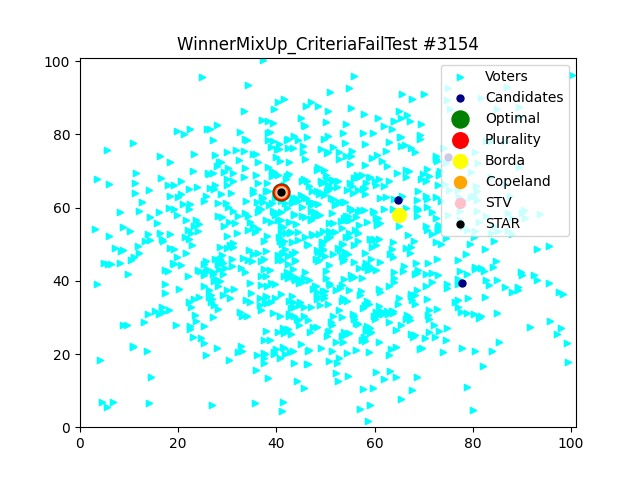 WinnerMixUp_CriteriaFailTest #3154
100
80
60
40
20
0
0 20 40 60 80 100
Voters
Candidates
Optimal
Plurality
Borda
Copeland
STV
STAR